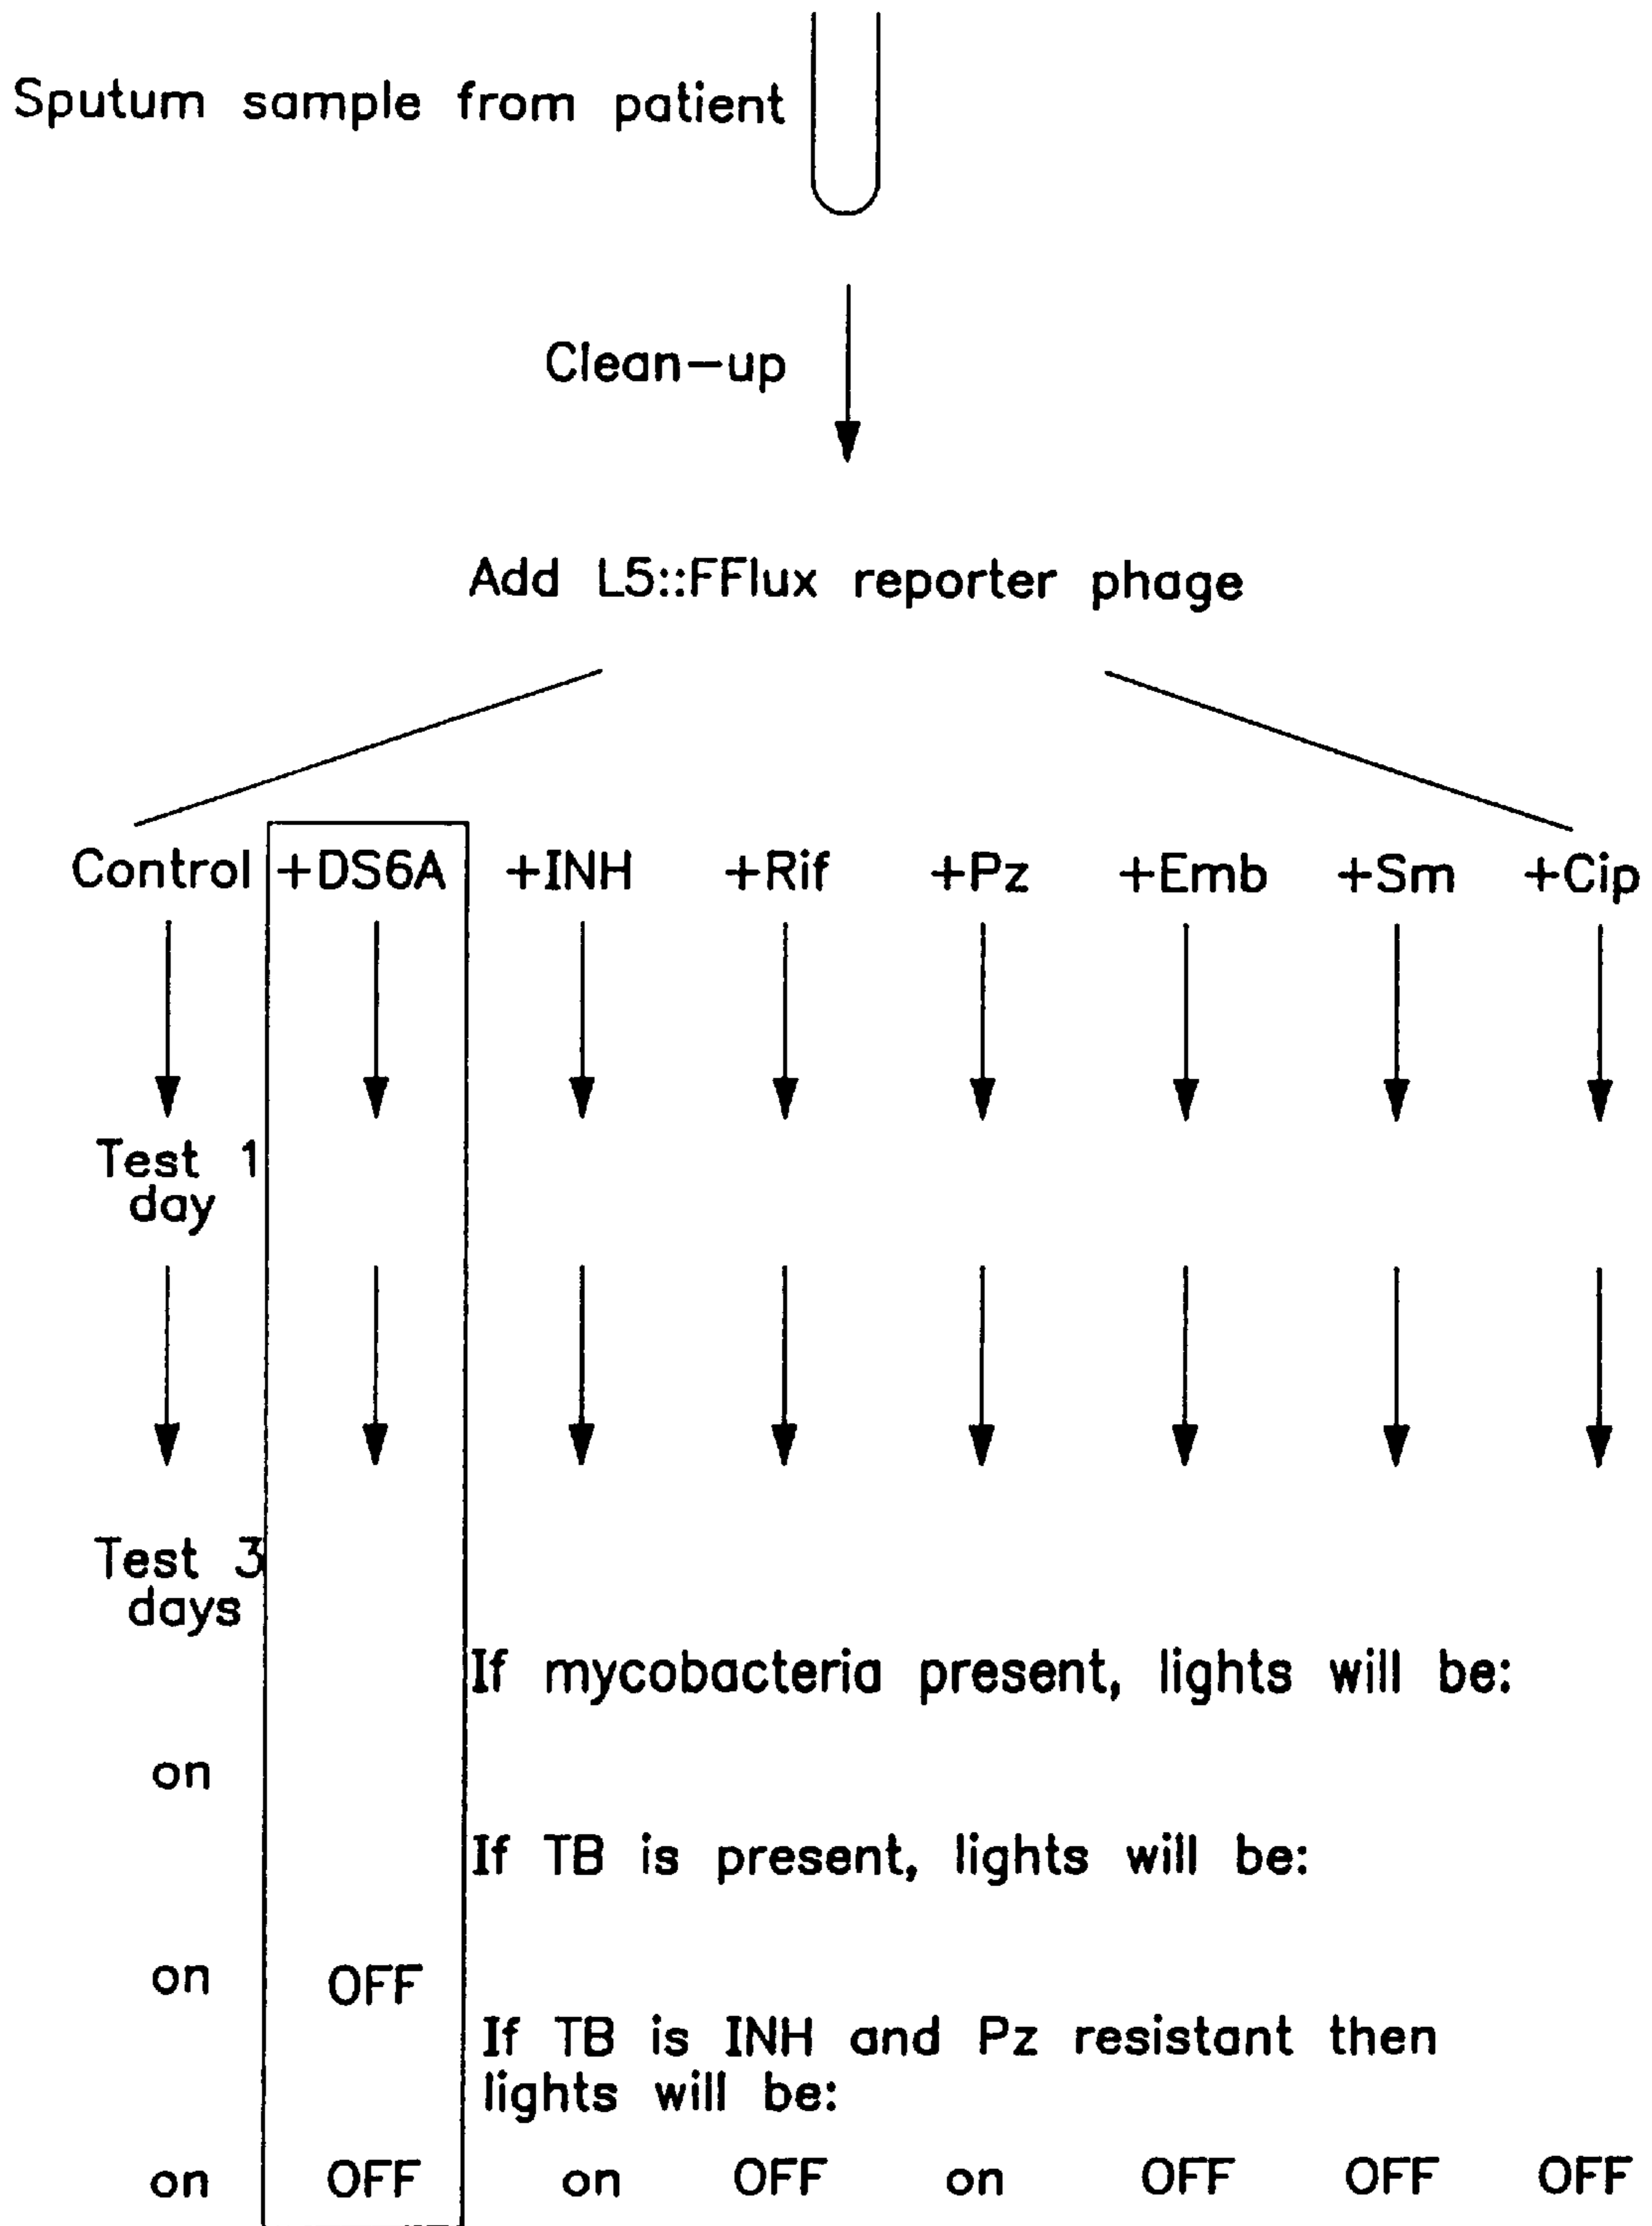 Sputum sample from patient
Clean-up
Add L5::FFlux reporter phage
Control +DS6A +INH +Rif +Pz +Emb +Sm +Cip
Test 1
day
Test 3
days
If mycobacteria present, lights will be:
on
If TB is present, lights will be:
on OFF
If TB is INH and Pz resistant then
lights will be:
on OFF on OFF on OFF OFF OFF